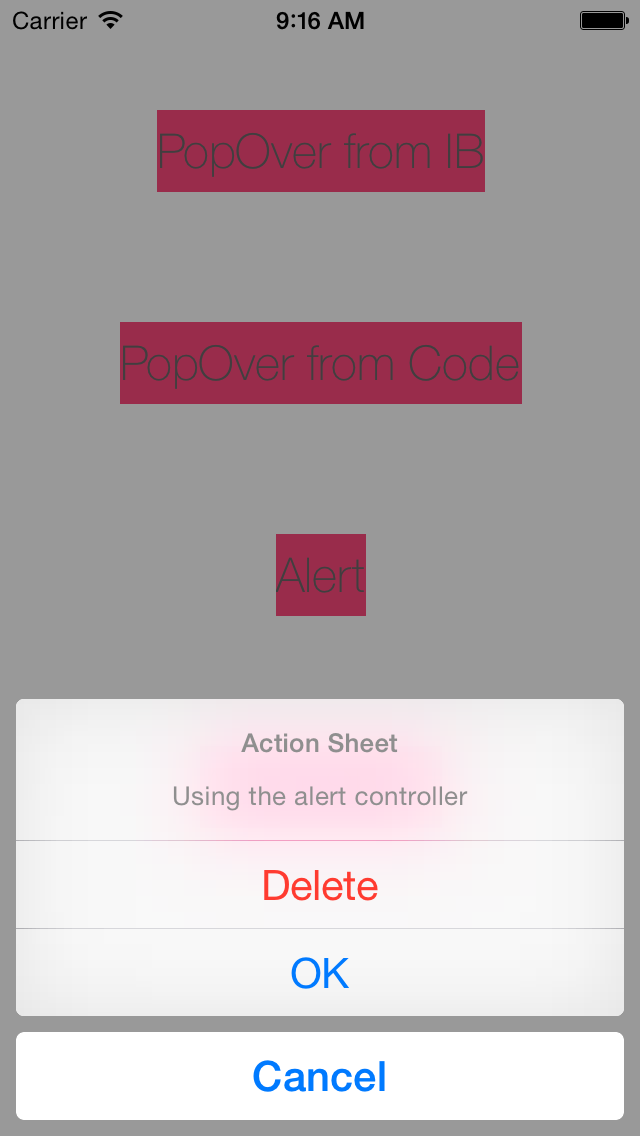 Carrier 9:16 AM
PopOver from IB
PopOver from Code
Alert
Action Sheet
Using the alert controller
Delete
OK
Cancel